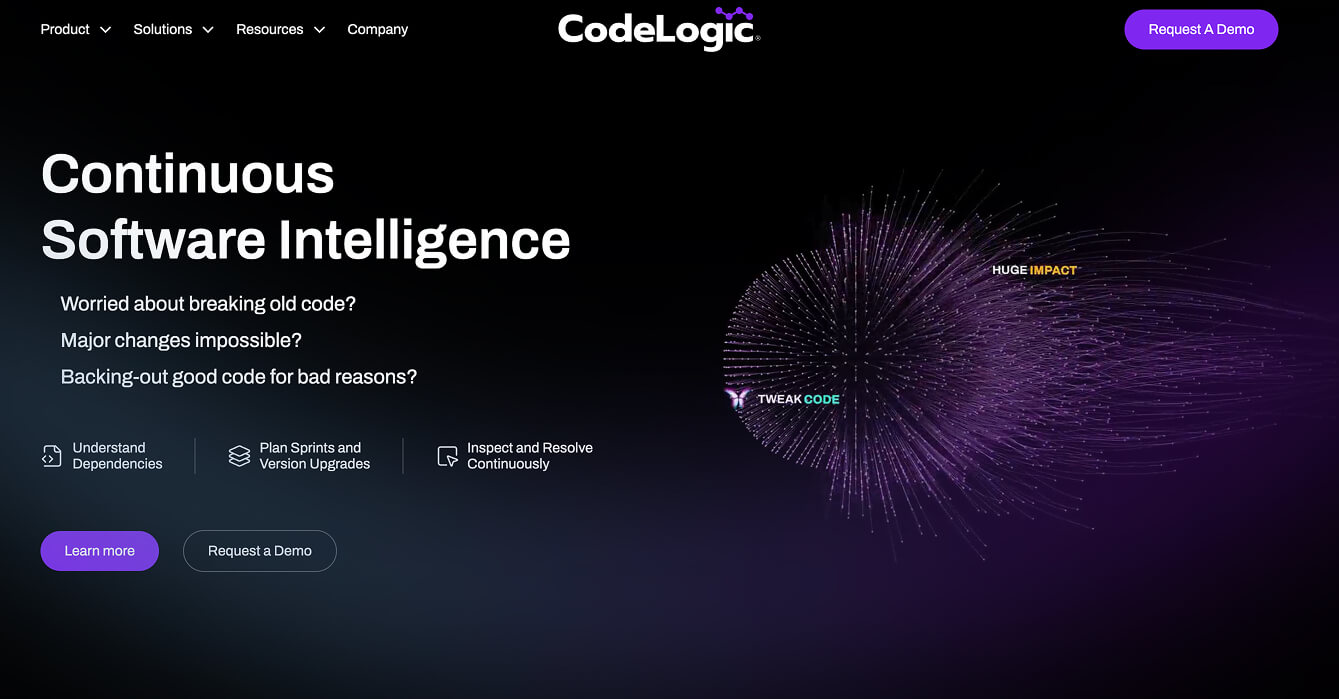 Product
Solutions
Resources
Company
CodeLogic®
Request A Demo
Continuous
Software Intelligence
Worried about breaking old code?
Major changes impossible?
Backing-out good code for bad reasons?
HUGE IMPACT
TWEAK CODE
Understand
Dependencies
Plan Sprints and
Version Upgrades
Inspect and Resolve
Continuously
Learn more
Request a Demo